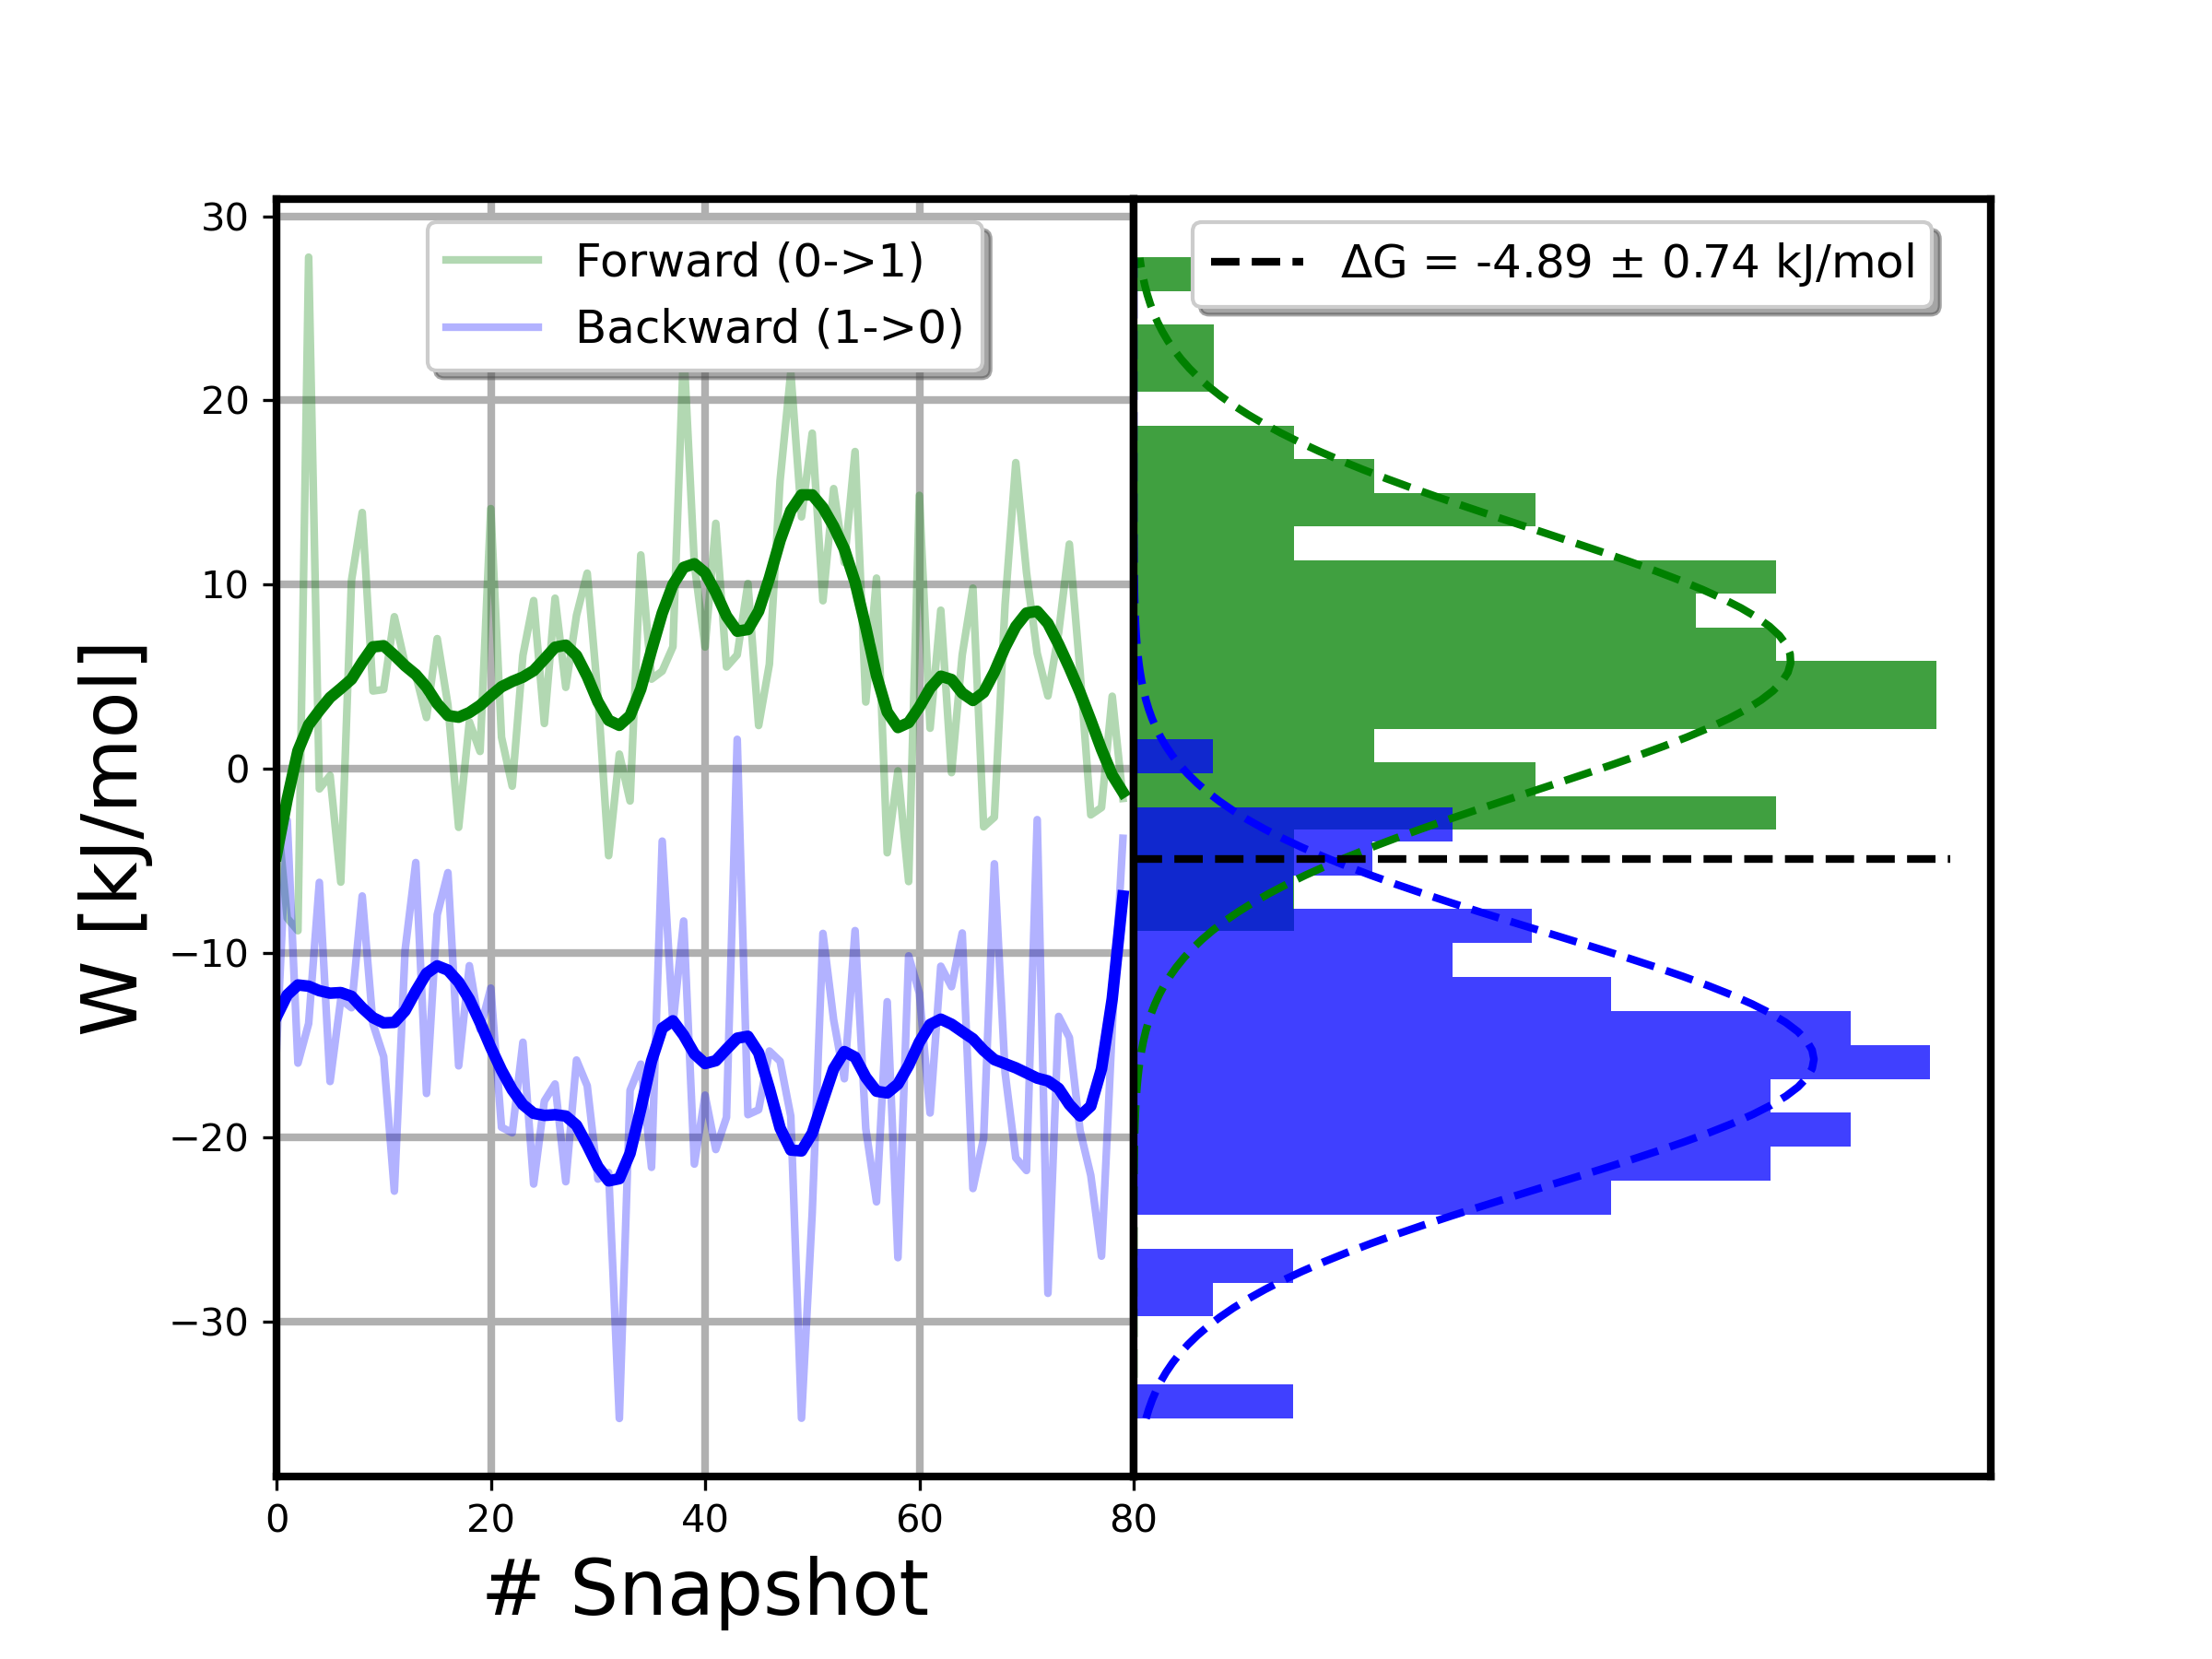 W [kJ/mol]
30
20
10
0
−10
−20
−30
Forward (0->1)
Backward (1->0)
ΔG = -4.89 ± 0.74 kJ/mol
0 20 40 60 80
# Snapshot